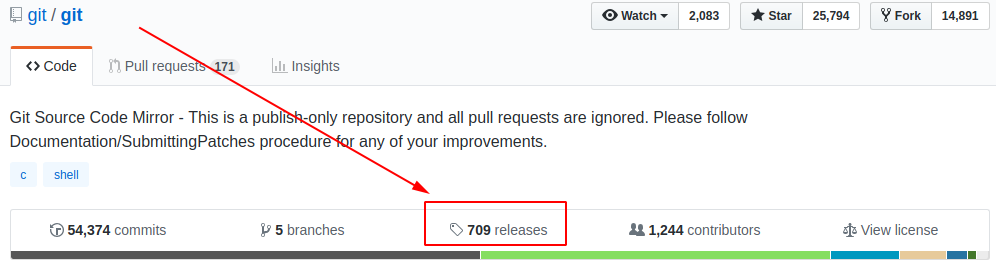 git / git
Watch 2,083 Star 25,794 Fork 14,891
Code Pull requests 171 Insights
Git Source Code Mirror - This is a publish-only repository and all pull requests are ignored. Please follow
Documentation/SubmittingPatches procedure for any of your improvements.
c shell
54,374 commits 5 branches 709 releases 1,244 contributors View license